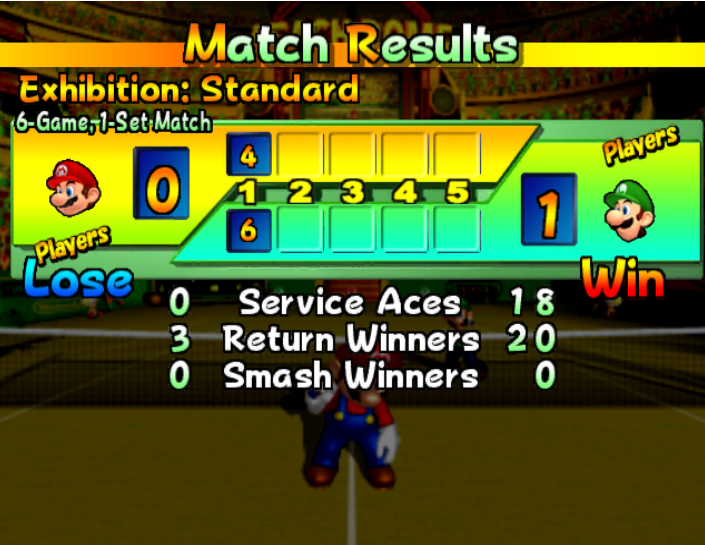 Match Results
Exhibition: Standard
6-Game, 1-Set Match
Players
4
0
1 2 3 4 5
1
6
Players
Lose
Win
0 Service Aces 18
3 Return Winners 20
0 Smash Winners 0